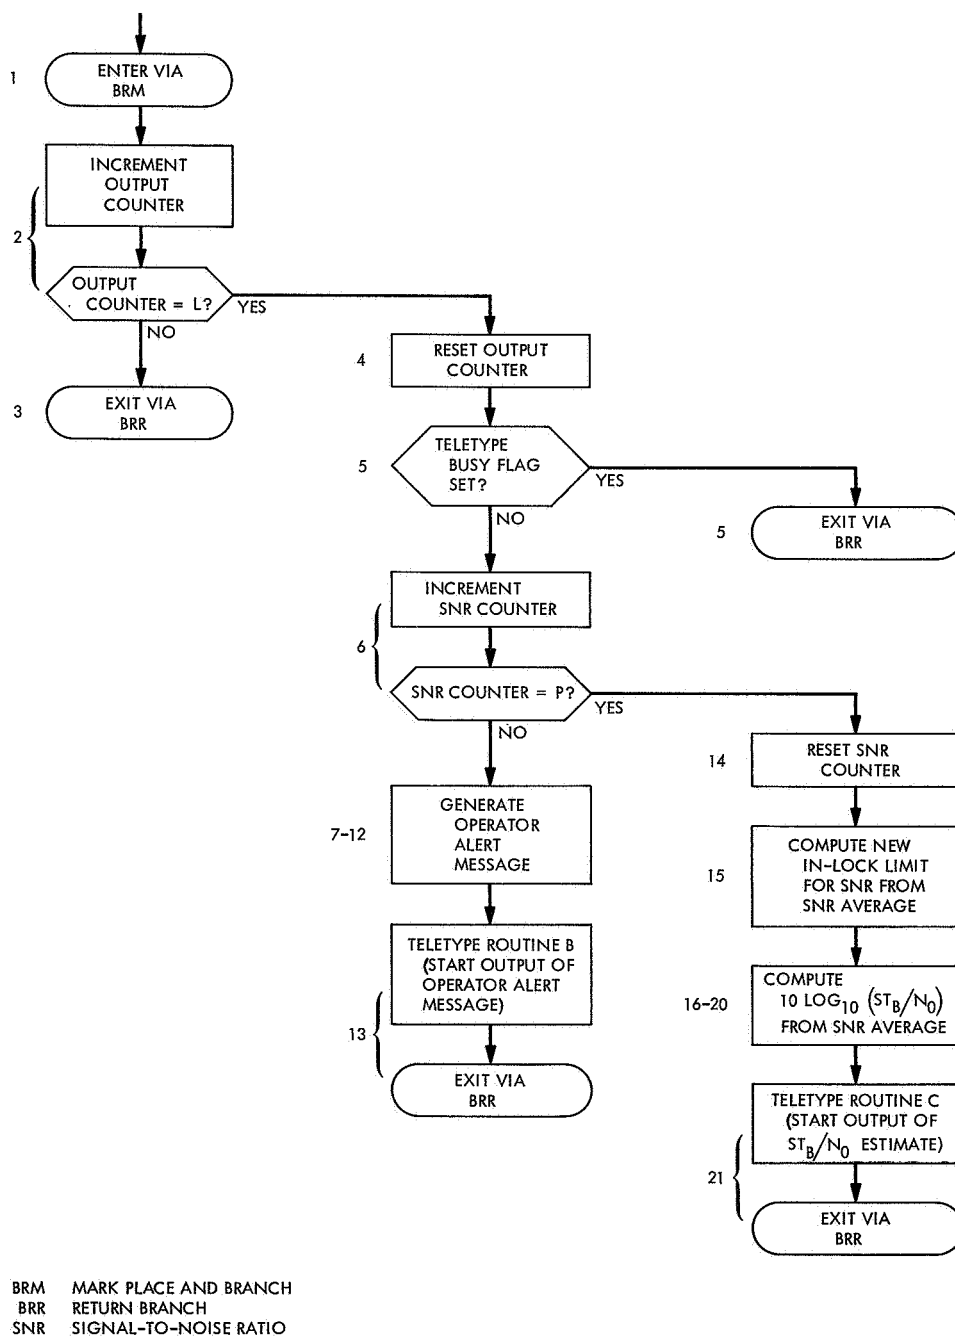 1
ENTER VIA
BRM
INCREMENT
OUTPUT
COUNTER
2
OUTPUT
COUNTER = L?
YES
NO
3
EXIT VIA
BRR
4
RESET OUTPUT
COUNTER
5
TELETYPE
BUSY FLAG
SET?
YES
NO
5
EXIT VIA
BRR
INCREMENT
SNR COUNTER
6
SNR COUNTER = P?
YES
NO
7-12
GENERATE
OPERATOR
ALERT
MESSAGE
TELETYPE ROUTINE B
(START OUTPUT OF
OPERATOR ALERT
MESSAGE)
13
EXIT VIA
BRR
14
RESET SNR
COUNTER
15
COMPUTE NEW
IN-LOCK LIMIT
FOR SNR FROM
SNR AVERAGE
16-20
COMPUTE
10 LOG₁₀ (ST_B/N₀)
FROM SNR AVERAGE
TELETYPE ROUTINE C
(START OUTPUT OF
ST_B/N₀ ESTIMATE)
21
EXIT VIA
BRR
BRM MARK PLACE AND BRANCH
BRR RETURN BRANCH
SNR SIGNAL-TO-NOISE RATIO